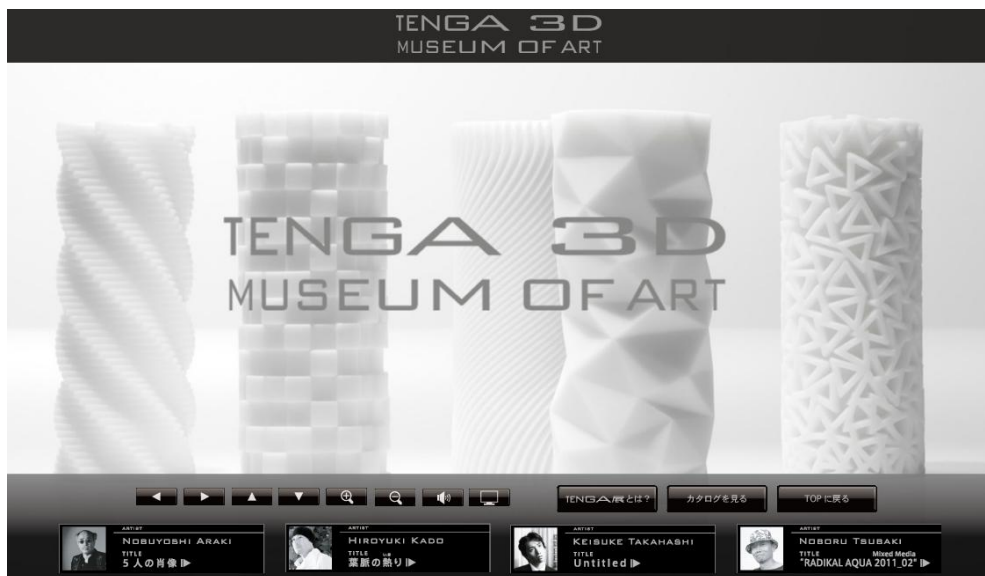 TENGA 3D
MUSEUM OF ART
TENGA 3D
MUSEUM OF ART
TENGA展とは?
カタログを見る
TOPに戻る
ARTIST
NOBUYOSHI ARAKI
TITLE
5人の肖像
ARTIST
HIROYUKI KADO
TITLE
葉脈の熱り
ARTIST
KEISUKE TAKAHASHI
TITLE
Untitled
ARTIST
NOBORU TSUBAKI
TITLE Mixed Media
"RADIKAL AQUA 2011_02"